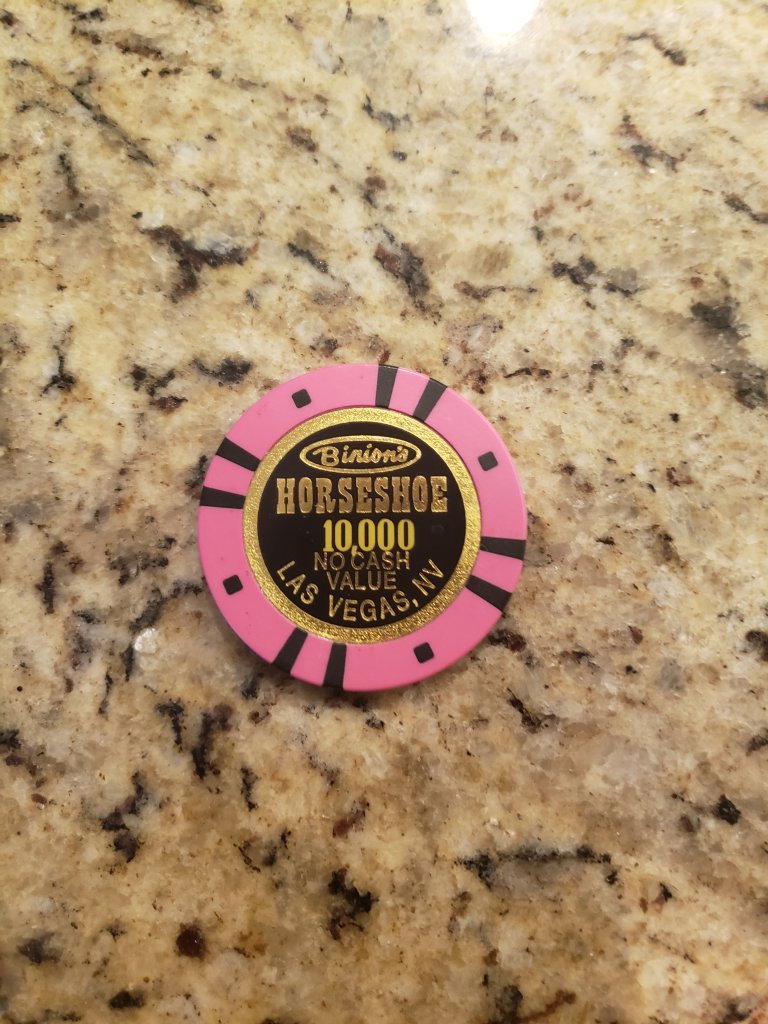 Binion's
HORSESHOE
10,000
NO CASH
VALUE
LAS VEGAS, NV